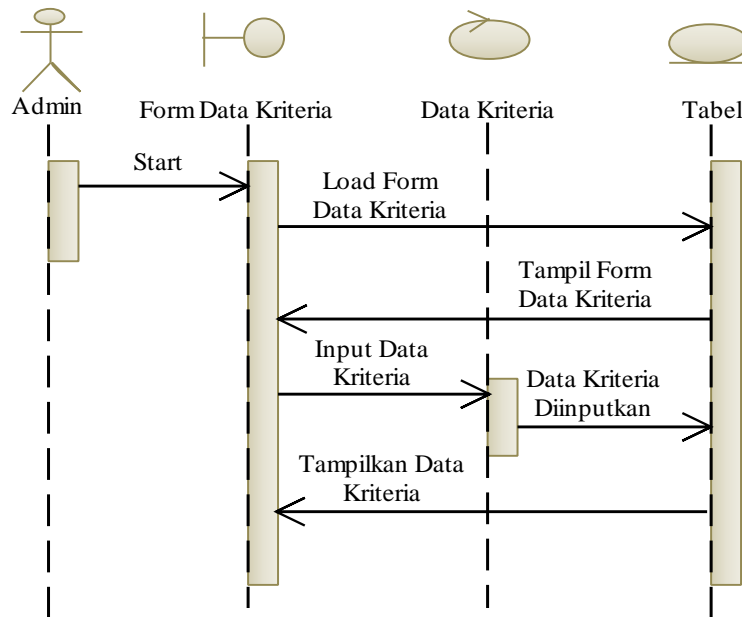 Admin
Form Data Kriteria
Data Kriteria
Tabel
Start
Load Form
Data Kriteria
Tampil Form
Data Kriteria
Input Data
Kriteria
Data Kriteria
Diinputkan
Tampilkan Data
Kriteria